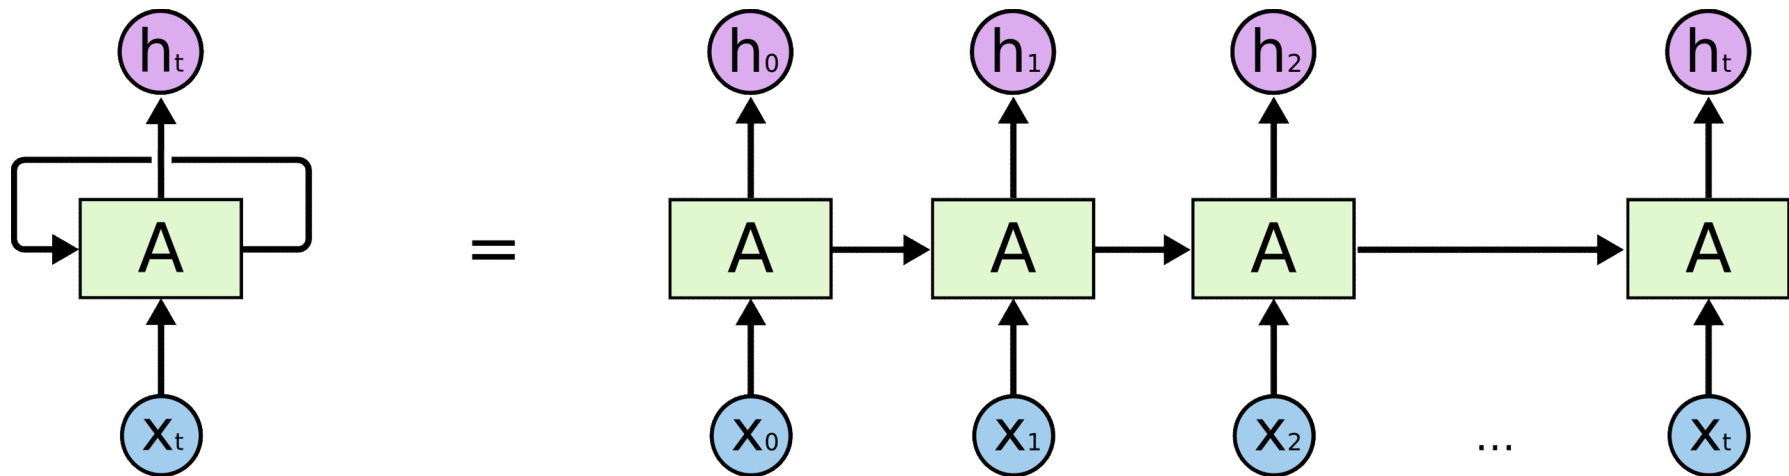 ht h0 h1 h2 ht
A = A A A A
xt x0 x1 x2 ... xt